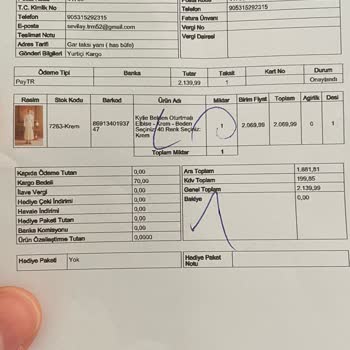 T.C. Kimlik No
Telefon 905315292315
E-posta sevilay.trm52@gmail.com
Teslimat Notu
Adres Tarifi Car taksi yanı ( has büfe)
Gönderi Bilgileri Yurtiçi Kargo
Telefon 905315292315
Fatura Ünvanı
Vergi No
Vergi Dairesi
Ödeme Tipi Banka Tutar Taksit Kart No Durum
PayTR 2.139,99 1 Onaylandı
Resim Stok Kodu Barkod Ürün Adı Miktar Birim Fiyat Toplam Ağırlık Desi
7263-Krem 8691340193747 Kylie Belden Oturtmalı Elbise - Krem - Beden Seçiniz:40 Renk Seçiniz: Krem 1 2.069,99 2.069,99 0 1
Toplam Miktar 1
Kapıda Ödeme Tutarı 0,00
Kargo Bedeli 70,00
İlave Vergi 0,00
Hediye Çeki İndirimi 0,00
Havale İndirimi 0,00
Hediye Paketi Tutarı 0,00
Banka Komisyonu 0,00
Ürün Özelleştirme Tutarı 0,0000
Ara Toplam 1.881,81
Kdv Toplam 199,85
Genel Toplam 2.139,99
Bakiye 0,00
Hediye Paketi Yok
Hediye Paketi Notu